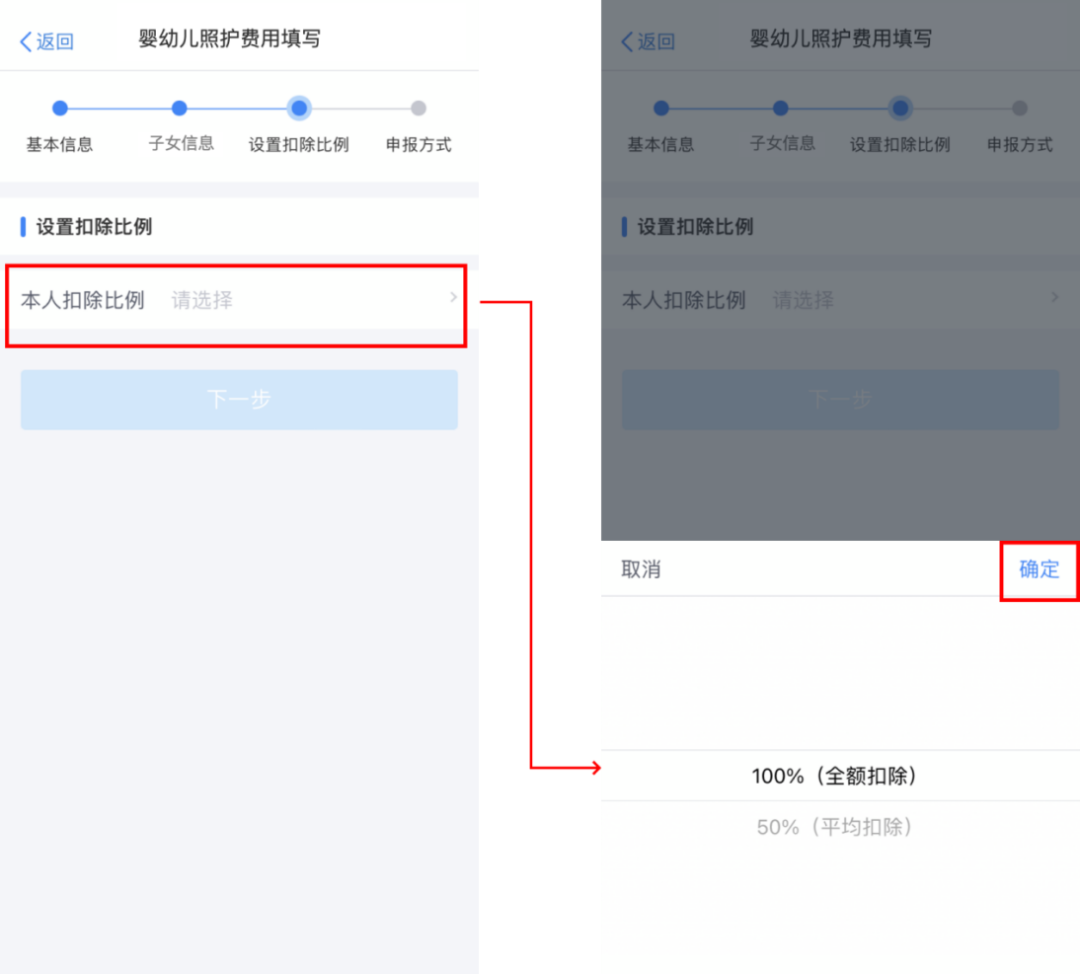 返回
婴幼儿照护费用填写
基本信息
子女信息
设置扣除比例
申报方式
设置扣除比例
本人扣除比例 请选择
下一步
返回
婴幼儿照护费用填写
基本信息
子女信息
设置扣除比例
申报方式
设置扣除比例
本人扣除比例 请选择
下一步
取消
确定
100%（全额扣除）
50%（平均扣除）